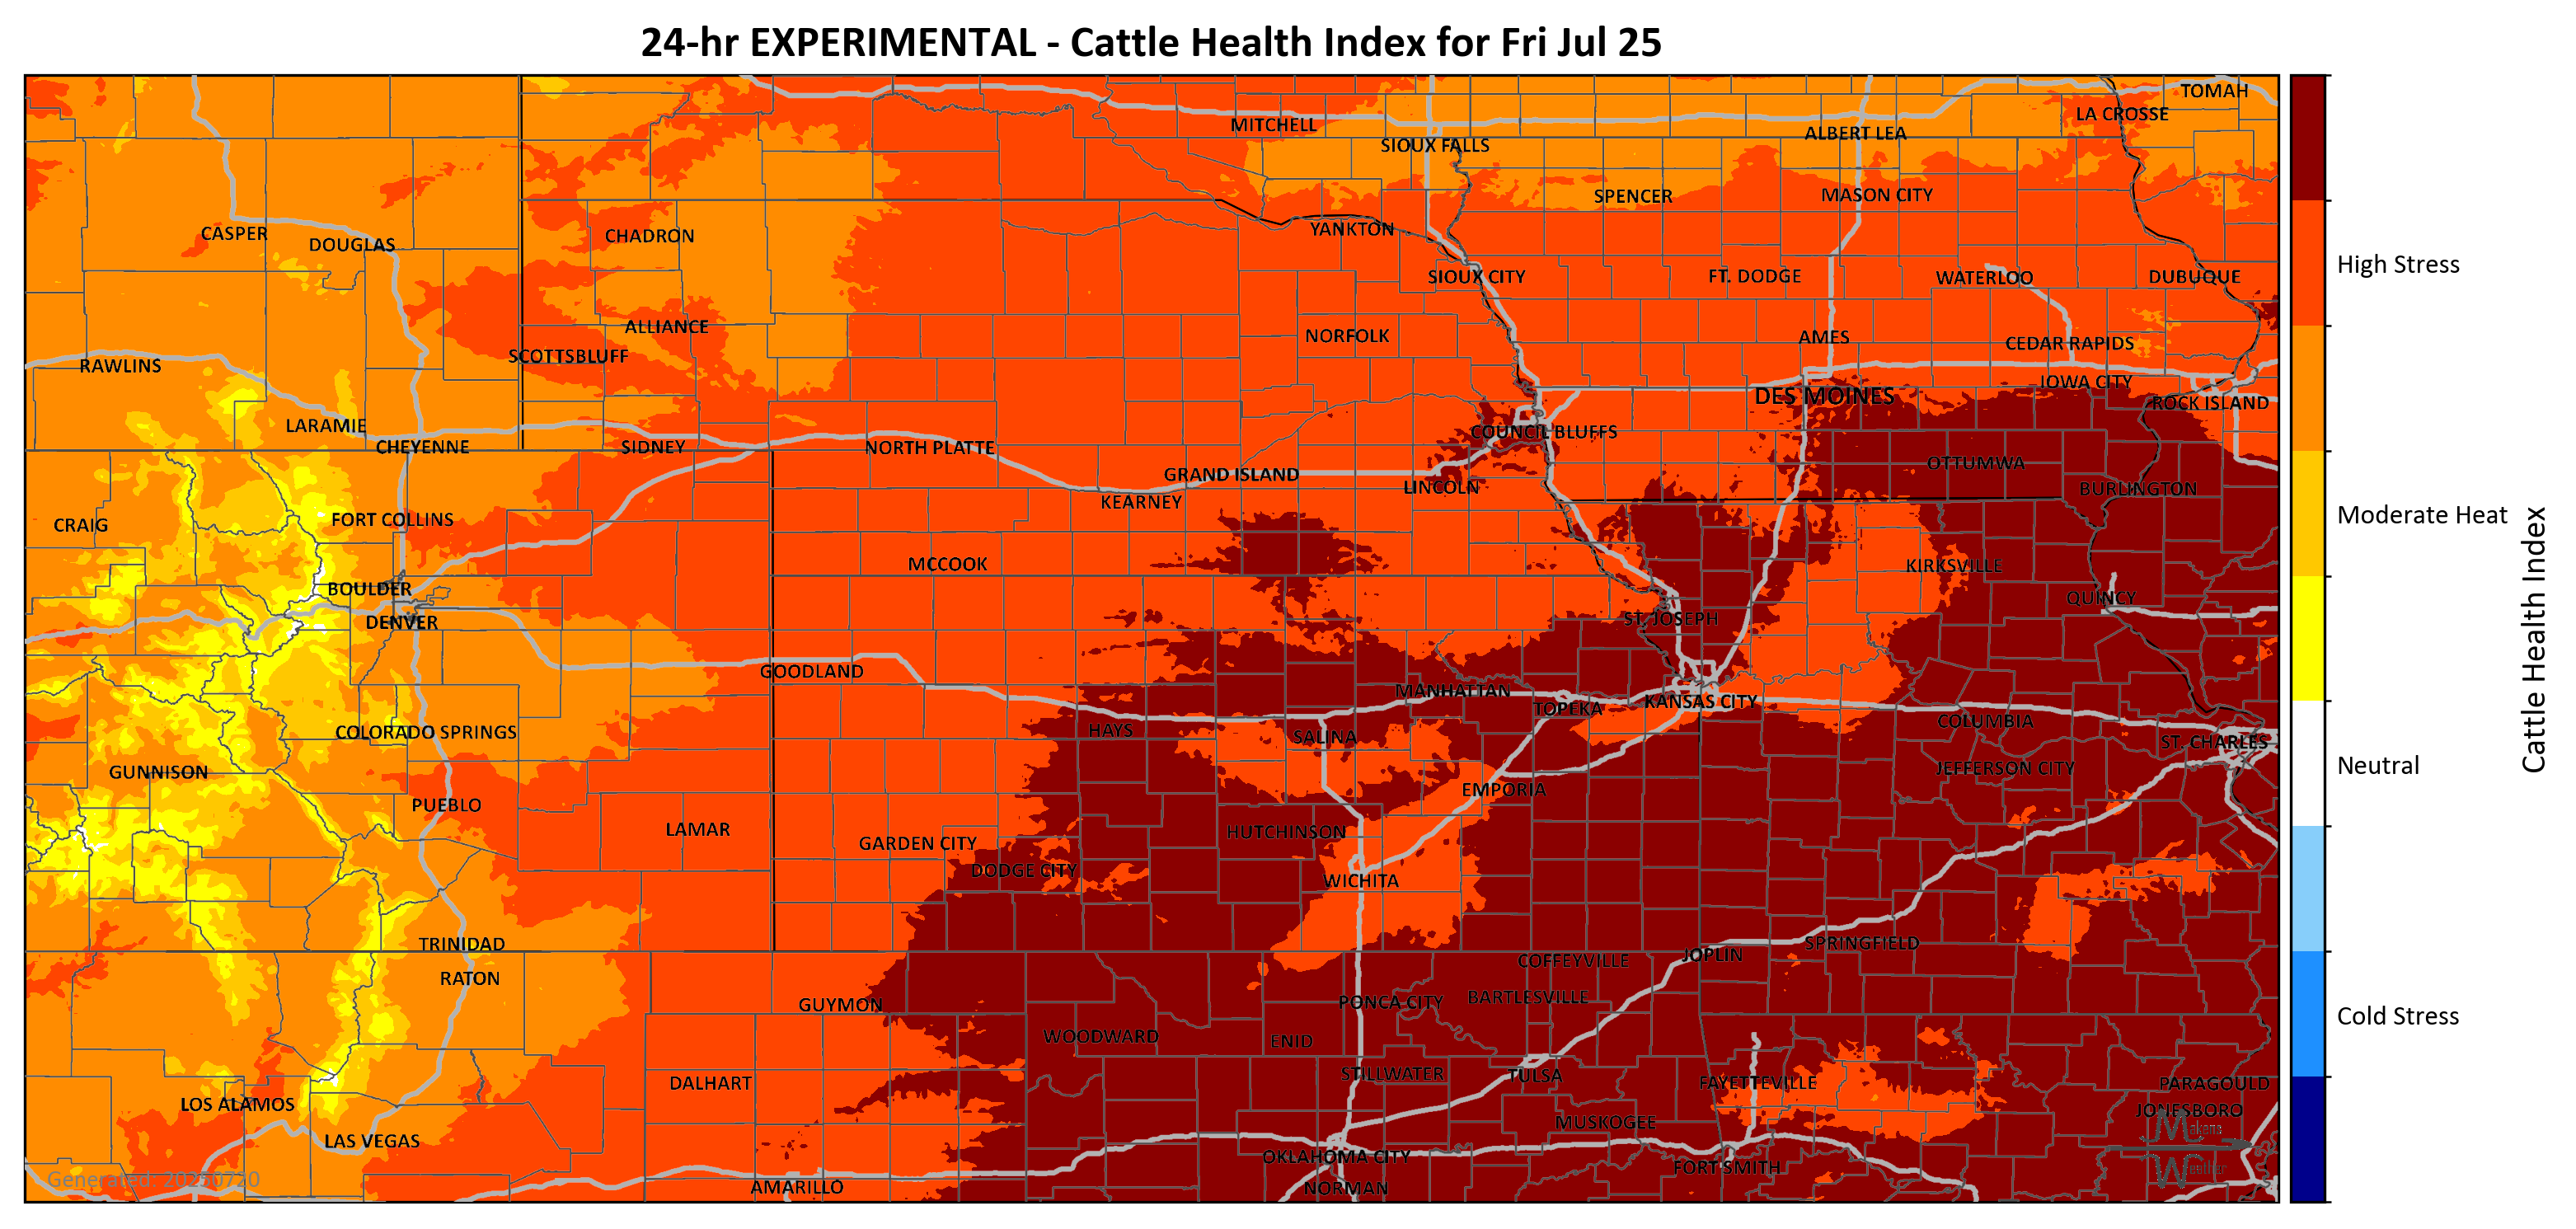 24-hr EXPERIMENTAL - Cattle Health Index for Fri Jul 25
TOMAH
LA CROSSE
MITCHELL
ALBERT LEA
SIOUX FALLS
SPENCER
MASON CITY
CASPER
DOUGLAS
CHADRON
YANKTON
SIOUX CITY
FT. DODGE
WATERLOO
DUBUQUE
High Stress
ALLIANCE
NORFOLK
AMES
CEDAR RAPIDS
SCOTTSBLUFF
RAWLINS
IOWA CITY
DES MOINES
ROCK ISLAND
LARAMIE
COUNCIL BLUFFS
CHEYENNE
SIDNEY
NORTH PLATTE
OTTUMWA
GRAND ISLAND
LINCOLN
BURLINGTON
KEARNEY
Moderate Heat
CRAIG
FORT COLLINS
MCCOOK
KIRKSVILLE
BOULDER
QUINCY
DENVER
ST. JOSEPH
Cattle Health Index
GOODLAND
MANHATTAN
TOPEKA
KANSAS CITY
COLUMBIA
COLORADO SPRINGS
HAYS
SALINA
ST. CHARLES
GUNNISON
JEFFERSON CITY
Neutral
EMPORIA
PUEBLO
LAMAR
HUTCHINSON
GARDEN CITY
DODGE CITY
WICHITA
TRINIDAD
SPRINGFIELD
JOPLIN
COFFEYVILLE
RATON
BARTLESVILLE
PONCA CITY
GUYMON
Cold Stress
WOODWARD
ENID
STILLWATER
TULSA
DALHART
FAYETTEVILLE
PARAGOULD
LOS ALAMOS
JONESBORO
MUSKOGEE
Makens
LAS VEGAS
OKLAHOMA CITY
FORT SMITH
Weather
Generated: 20250720
AMARILLO
NORMAN